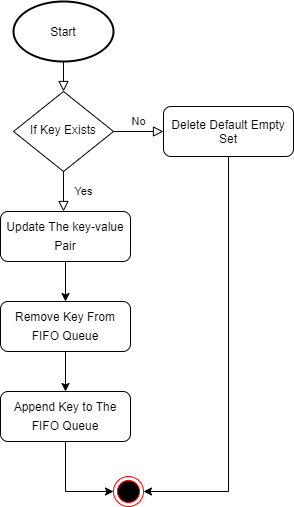 Start
If Key Exists
No
Delete Default Empty
Set
Yes
Update The key-value
Pair
Remove Key From
FIFO Queue
Append Key to The
FIFO Queue